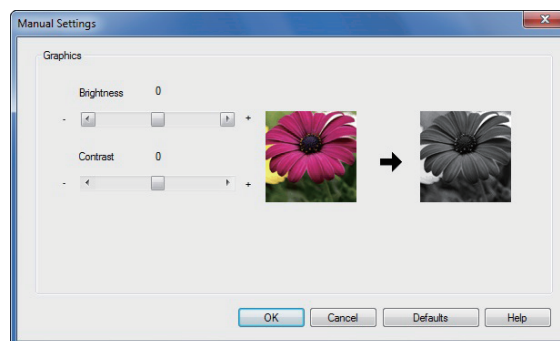 Manual Settings
Graphics
Brightness 0
- +
Contrast 0
- +
OK Cancel Defaults Help